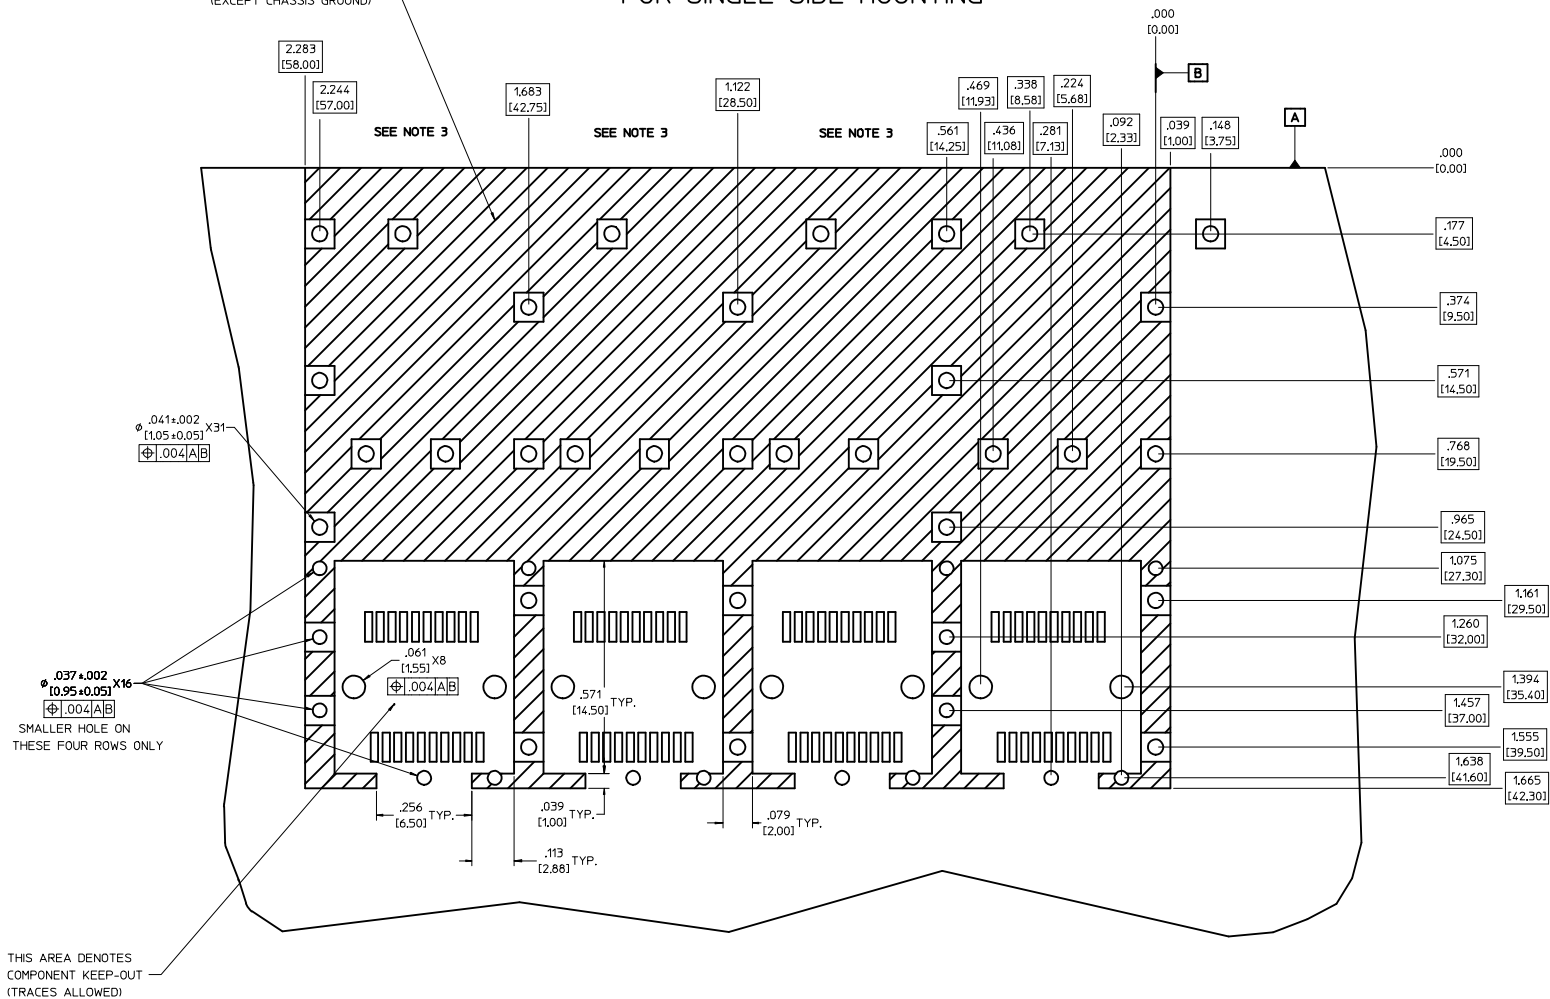 (EXCEPT CHASSIS GROUND)
FOR SINGLE SIDE MOUNTING
.000
[0.00]
2.283
[58.00]
2.244
[57.00]
1.683
[42.75]
1.122
[28.50]
.469
[11.93]
.338
[8.58]
.224
[5.68]
B
SEE NOTE 3
SEE NOTE 3
SEE NOTE 3
.561
[14.25]
.436
[11.08]
.281
[7.13]
.092
[2.33]
.039
[1.00]
.148
[3.75]
A
.000
[0.00]
.177
[4.50]
.374
[9.50]
.571
[14.50]
Ø .041±.002 X31
[1.05±0.05]
⌖ .004 A B
.768
[19.50]
.965
[24.50]
1.075
[27.30]
1.161
[29.50]
1.260
[32.00]
.061 X8
[1.55]
⌖ .004 A B
Ø .037±.002 X16
[0.95±0.05]
⌖ .004 A B
SMALLER HOLE ON
THESE FOUR ROWS ONLY
.571 TYP.
[14.50]
1.394
[35.40]
1.457
[37.00]
1.555
[39.50]
1.638
[41.60]
1.665
[42.30]
.256 TYP.
[6.50]
.039 TYP.
[1.00]
.079 TYP.
[2.00]
.113 TYP.
[2.88]
THIS AREA DENOTES
COMPONENT KEEP-OUT
(TRACES ALLOWED)